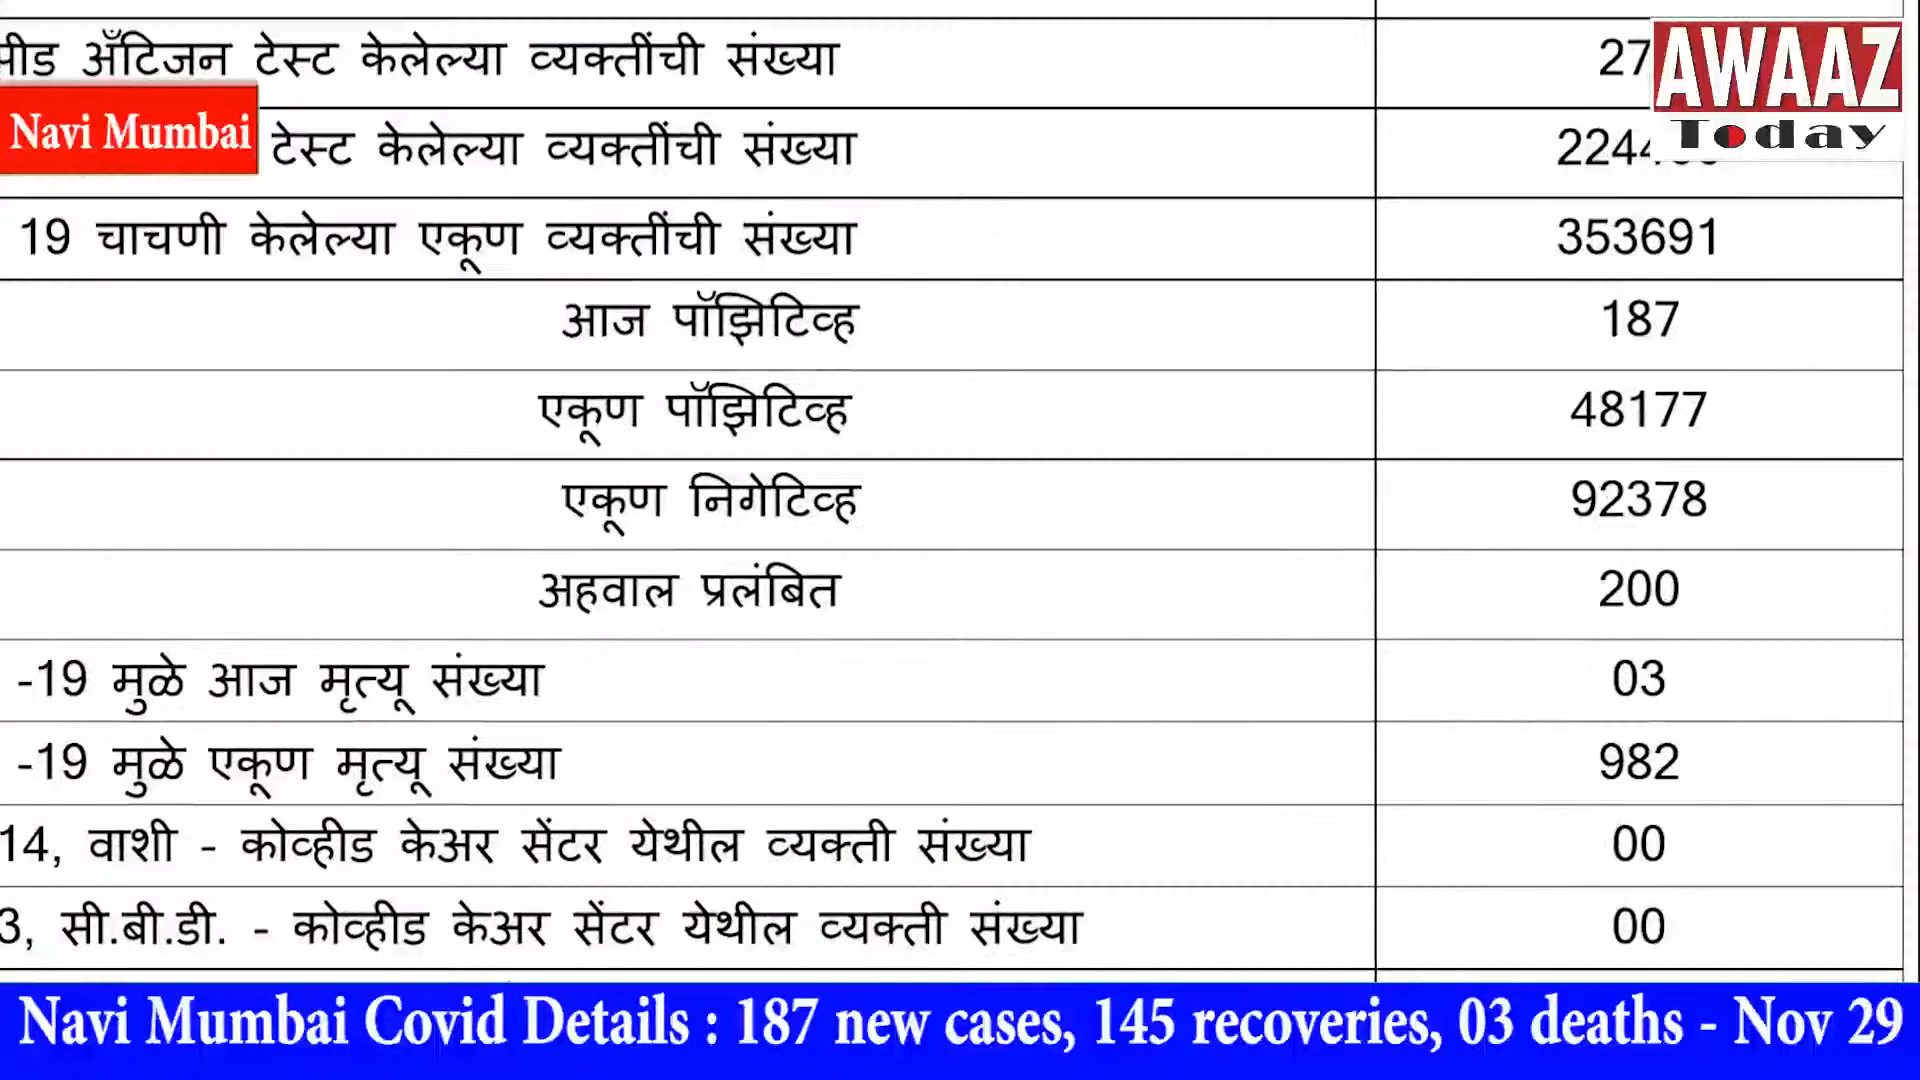 अँटिजन टेस्ट केलेल्या व्यक्तींची संख्या 27
AWAAZ
Today
Navi Mumbai
टेस्ट केलेल्या व्यक्तींची संख्या 224
19 चाचणी केलेल्या एकूण व्यक्तींची संख्या 353691
आज पॉझिटिव्ह 187
एकूण पॉझिटिव्ह 48177
एकूण निगेटिव्ह 92378
अहवाल प्रलंबित 200
-19 मुळे आज मृत्यू संख्या 03
-19 मुळे एकूण मृत्यू संख्या 982
14, वाशी - कोव्हीड केअर सेंटर येथील व्यक्ती संख्या 00
3, सी.बी.डी. - कोव्हीड केअर सेंटर येथील व्यक्ती संख्या 00
Navi Mumbai Covid Details : 187 new cases, 145 recoveries, 03 deaths - Nov 29